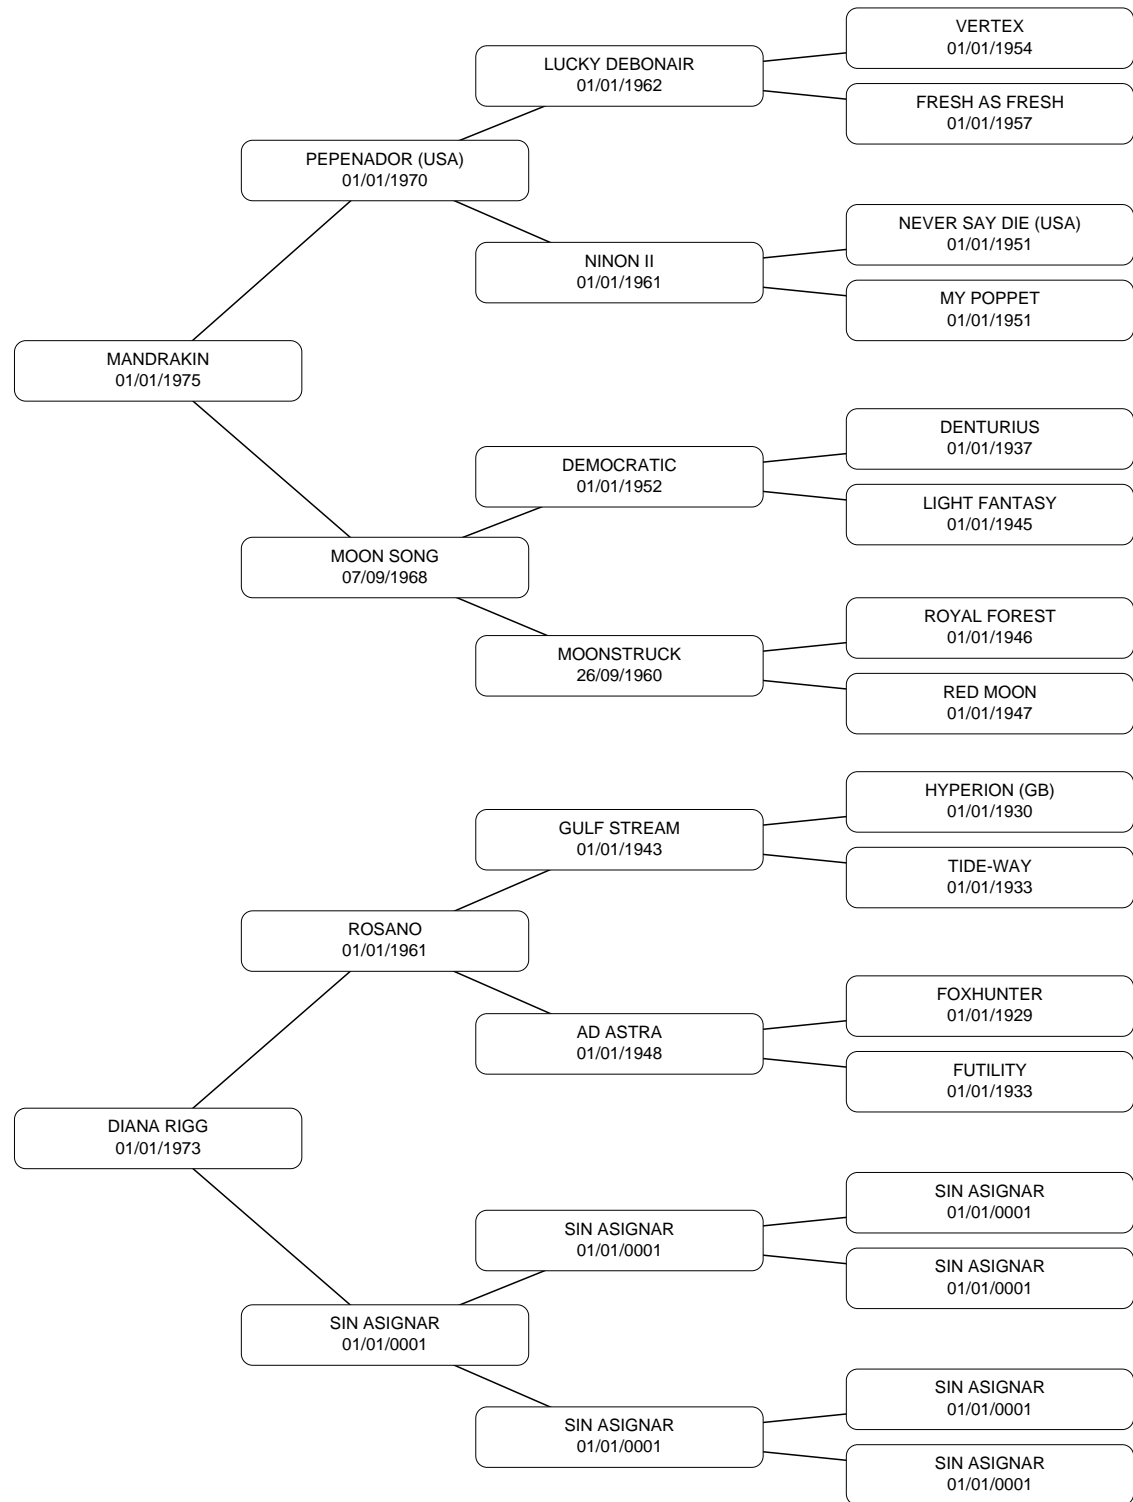 VERTEX
01/01/1954
LUCKY DEBONAIR
01/01/1962
FRESH AS FRESH
01/01/1957
PEPENADOR (USA)
01/01/1970
NEVER SAY DIE (USA)
01/01/1951
NINON II
01/01/1961
MY POPPET
01/01/1951
MANDRAKIN
01/01/1975
DENTURIUS
01/01/1937
DEMOCRATIC
01/01/1952
LIGHT FANTASY
01/01/1945
MOON SONG
07/09/1968
ROYAL FOREST
01/01/1946
MOONSTRUCK
26/09/1960
RED MOON
01/01/1947
HYPERION (GB)
01/01/1930
GULF STREAM
01/01/1943
TIDE-WAY
01/01/1933
ROSANO
01/01/1961
FOXHUNTER
01/01/1929
AD ASTRA
01/01/1948
FUTILITY
01/01/1933
DIANA RIGG
01/01/1973
SIN ASIGNAR
01/01/0001
SIN ASIGNAR
01/01/0001
SIN ASIGNAR
01/01/0001
SIN ASIGNAR
01/01/0001
SIN ASIGNAR
01/01/0001
SIN ASIGNAR
01/01/0001
SIN ASIGNAR
01/01/0001